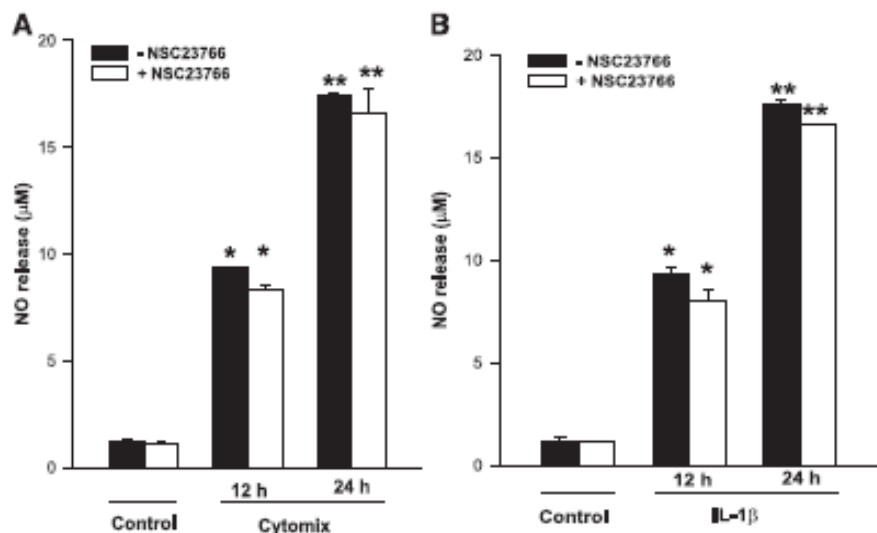 A
20
15
10
5
0
NO release (μM)
- NSC23766
+ NSC23766
*
*
**
**
12 h
24 h
Control
Cytomix
B
20
15
10
5
0
NO release (μM)
- NSC23766
+ NSC23766
*
*
**
**
12 h
24 h
Control
IL-1β